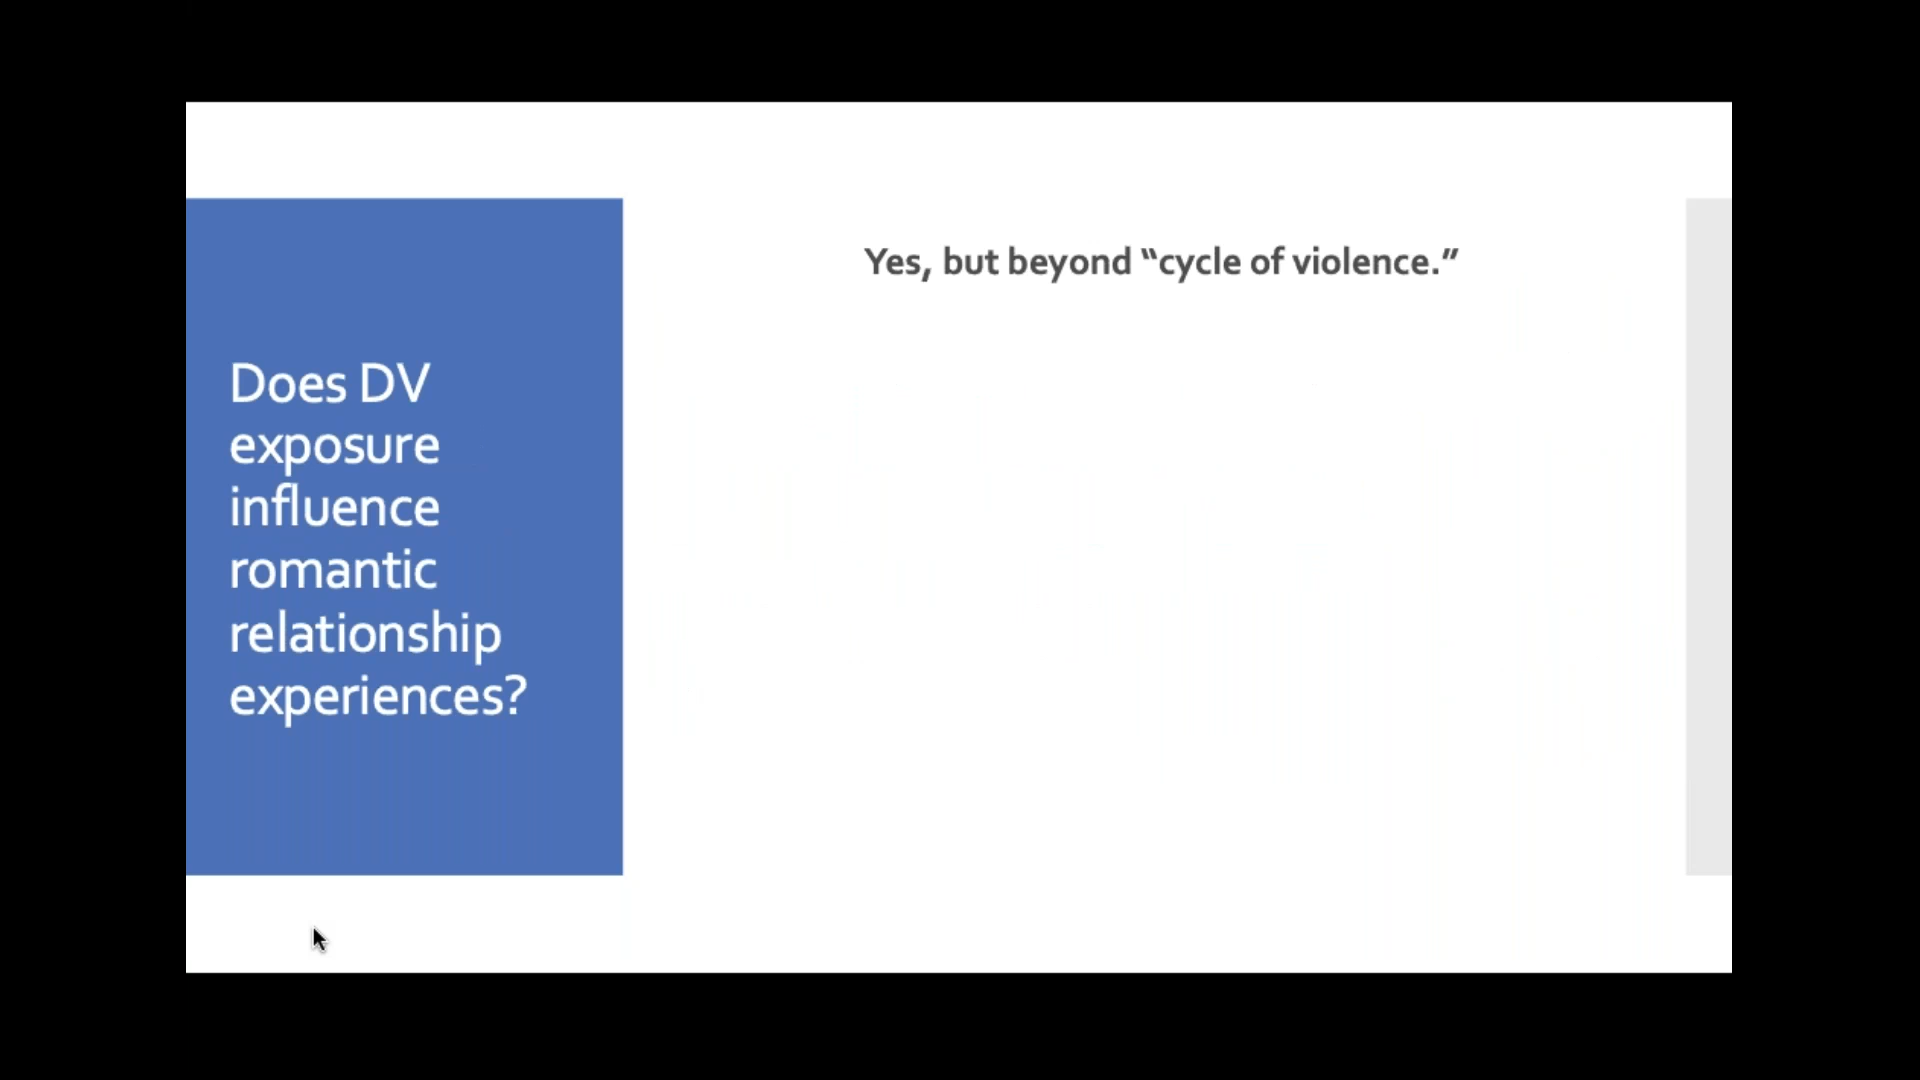 Does DV
exposure
influence
romantic
relationship
experiences?
Yes, but beyond “cycle of violence.”